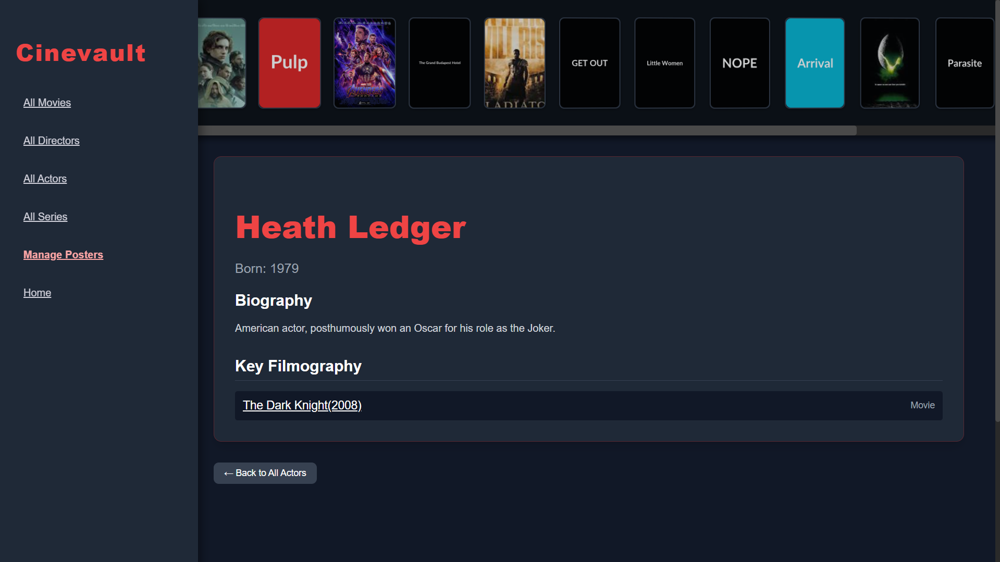 Cinevault
All Movies
All Directors
All Actors
All Series
Manage Posters
Home
Pulp
AVENGERS
ENDGAME
The Grand Budapest Hotel
LADIATO
GET OUT
Little Women
NOPE
Arrival
Parasite
Heath Ledger
Born: 1979
Biography
American actor, posthumously won an Oscar for his role as the Joker.
Key Filmography
The Dark Knight(2008)
Movie
← Back to All Actors